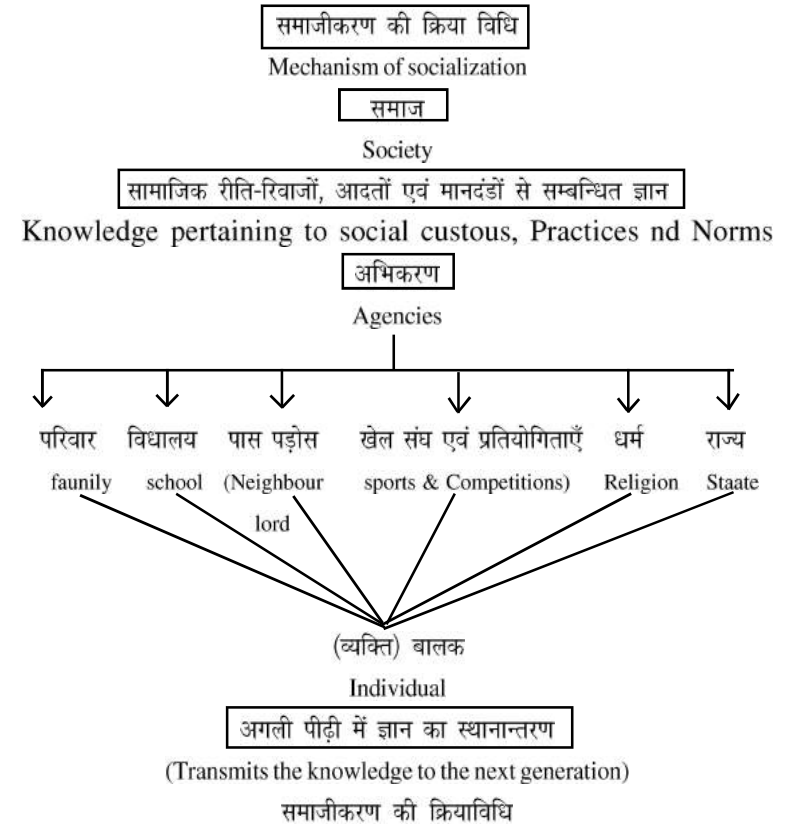 समाजीकरण की क्रिया विधि
Mechanism of socialization
समाज
Society
सामाजिक रीति-रिवाजों, आदतों एवं मानदंडों से सम्बन्धित ज्ञान
Knowledge pertaining to social custous, Practices nd Norms
अभिकरण
Agencies
परिवार विधालय पास पड़ोस खेल संघ एवं प्रतियोगिताएँ धर्म राज्य
faunily school (Neighbour sports & Competitions) Religion Staate
lord
(व्यक्ति) बालक
Individual
अगली पीढ़ी में ज्ञान का स्थानान्तरण
(Transmits the knowledge to the next generation)
समाजीकरण की क्रियाविधि